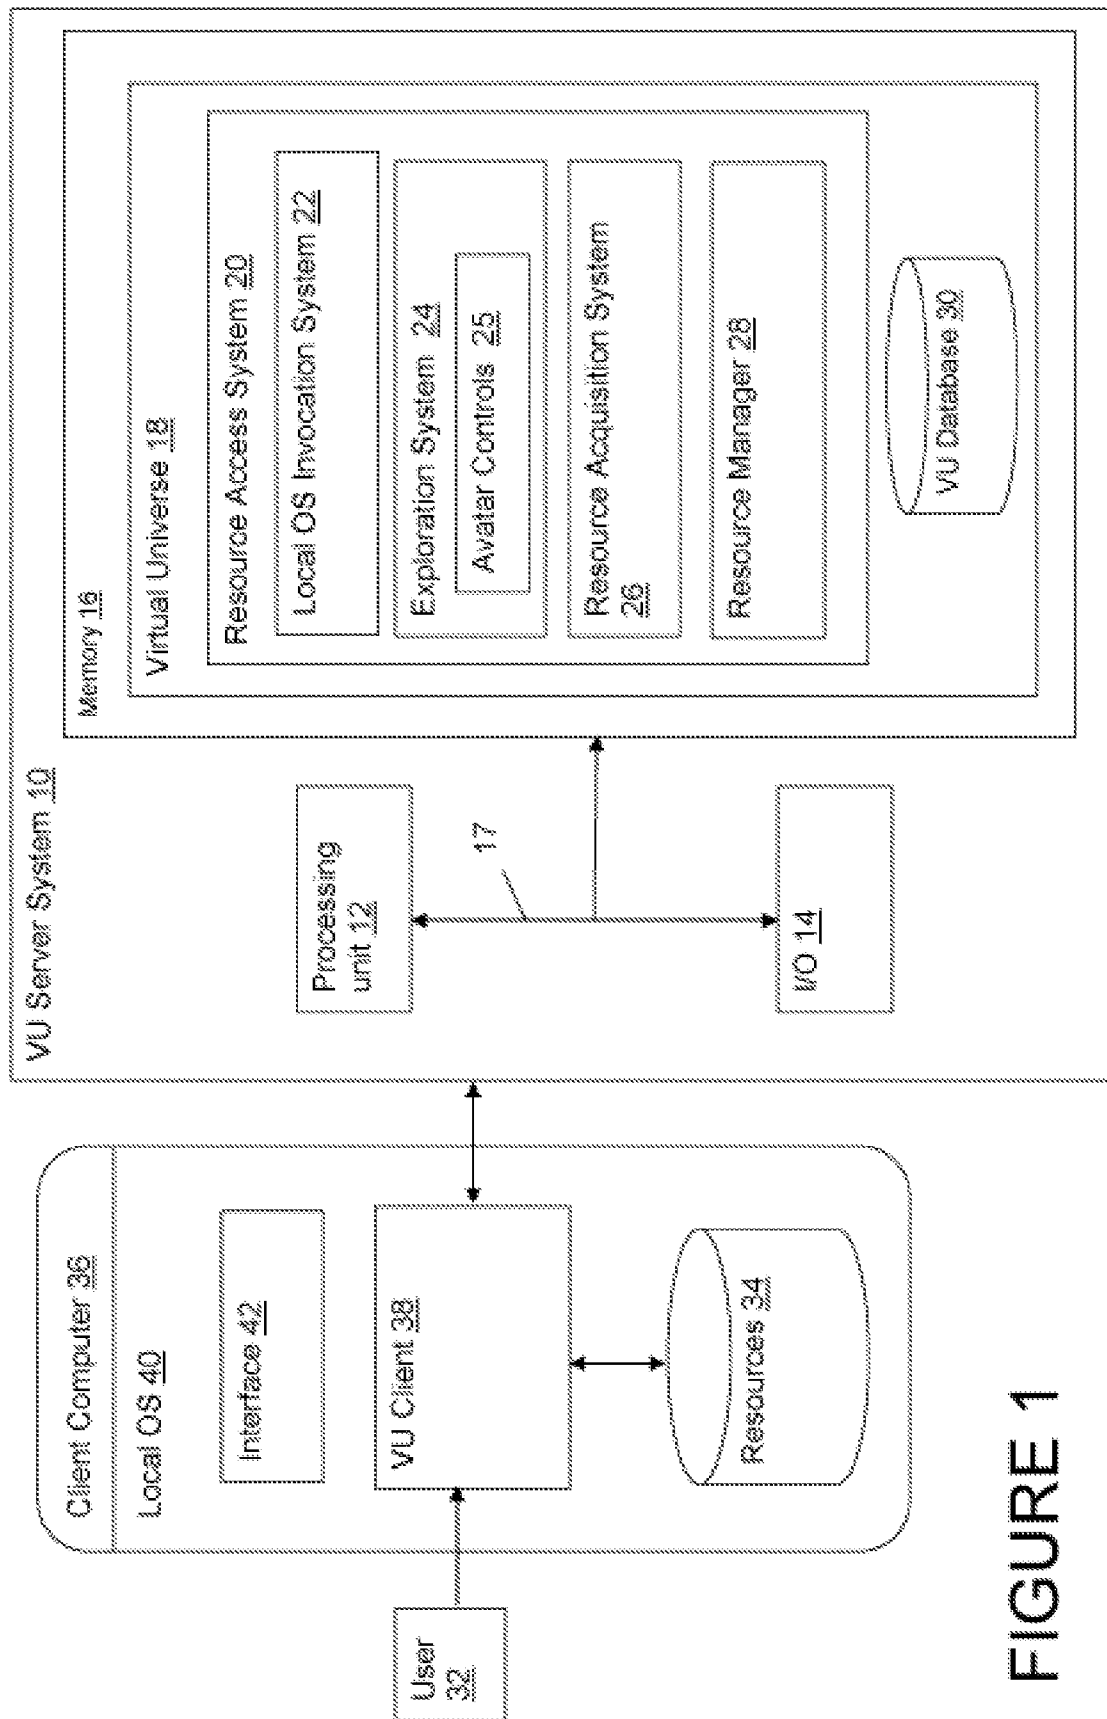 VU Server System 10
Memory 16
Virtual Universe 18
Resource Access System 20
Local OS Invocation System 22
Exploration System 24
Avatar Controls 25
Resource Acquisition System
26
Resource Manager 28
VU Database 30
Processing
unit 12
17
I/O 14
Client Computer 36
Local OS 40
Interface 42
VU Client 38
Resources 34
User
32
FIGURE 1